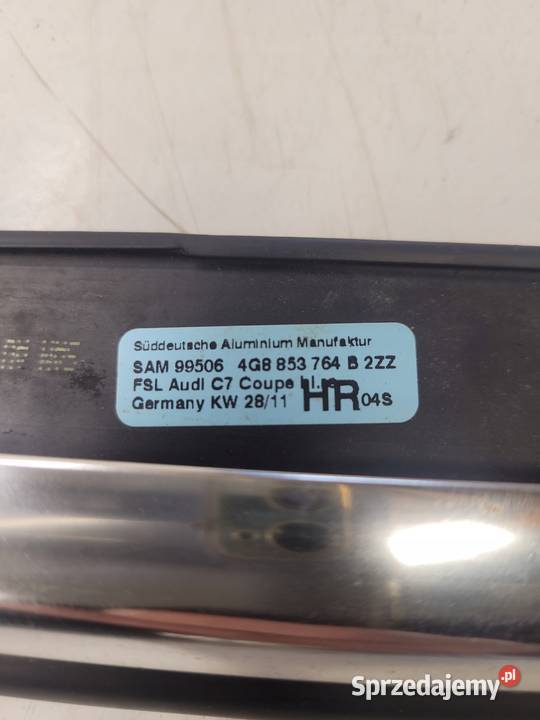 Süddeutsche Aluminium Manufaktur
SAM 99506 4G8 853 764 B 2ZZ
FSL Audi C7 Coupe
Germany KW 28/11 HR 04S
Sprzedajemy.pl